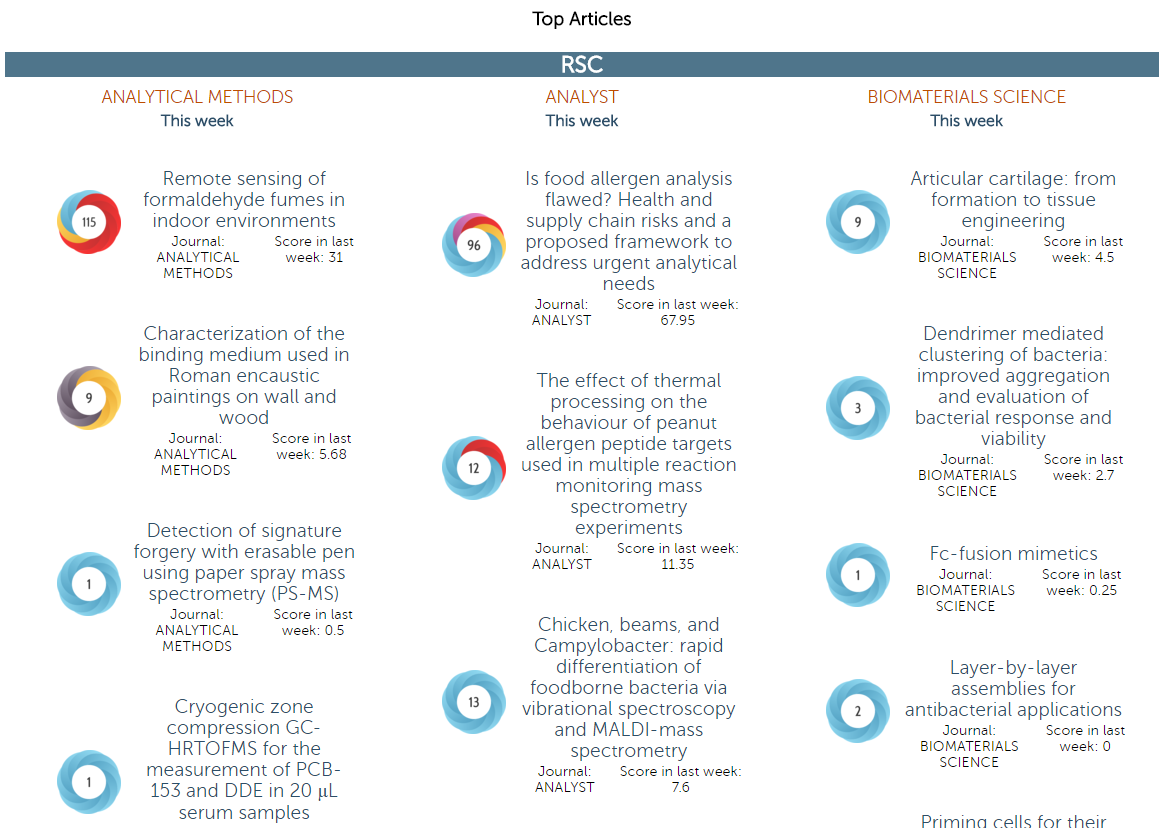 Top Articles
RSC
ANALYTICAL METHODS
This week
115
Remote sensing of
formaldehyde fumes in
indoor environments
Journal:
ANALYTICAL
METHODS
Score in last
week: 31
9
Characterization of the
binding medium used in
Roman encaustic
paintings on wall and
wood
Journal:
ANALYTICAL
METHODS
Score in last
week: 5.68
1
Detection of signature
forgery with erasable pen
using paper spray mass
spectrometry (PS-MS)
Journal:
ANALYTICAL
METHODS
Score in last
week: 0.5
1
Cryogenic zone
compression GC-
HRTOFMS for the
measurement of PCB-
153 and DDE in 20 μL
serum samples
ANALYST
This week
96
Is food allergen analysis
flawed? Health and
supply chain risks and a
proposed framework to
address urgent analytical
needs
Journal:
ANALYST
Score in last week:
67.95
12
The effect of thermal
processing on the
behaviour of peanut
allergen peptide targets
used in multiple reaction
monitoring mass
spectrometry
experiments
Journal:
ANALYST
Score in last week:
11.35
13
Chicken, beams, and
Campylobacter: rapid
differentiation of
foodborne bacteria via
vibrational spectroscopy
and MALDI-mass
spectrometry
Journal:
ANALYST
Score in last week:
7.6
BIOMATERIALS SCIENCE
This week
9
Articular cartilage: from
formation to tissue
engineering
Journal:
BIOMATERIALS
SCIENCE
Score in last
week: 4.5
3
Dendrimer mediated
clustering of bacteria:
improved aggregation
and evaluation of
bacterial response and
viability
Journal:
BIOMATERIALS
SCIENCE
Score in last
week: 2.7
1
Fc-fusion mimetics
Journal:
BIOMATERIALS
SCIENCE
Score in last
week: 0.25
2
Layer-by-layer
assemblies for
antibacterial applications
Journal:
BIOMATERIALS
SCIENCE
Score in last
week: 0
Priming cells for their